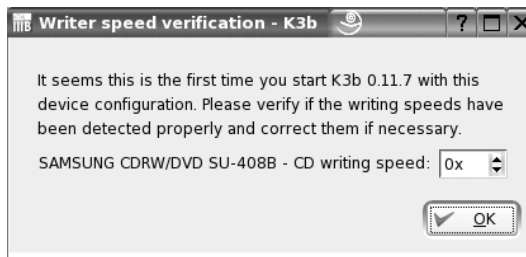 Writer speed verification - K3b
It seems this is the first time you start K3b 0.11.7 with this
device configuration. Please verify if the writing speeds have
been detected properly and correct them if necessary.
SAMSUNG CDRW/DVD SU-408B - CD writing speed: 0x
OK